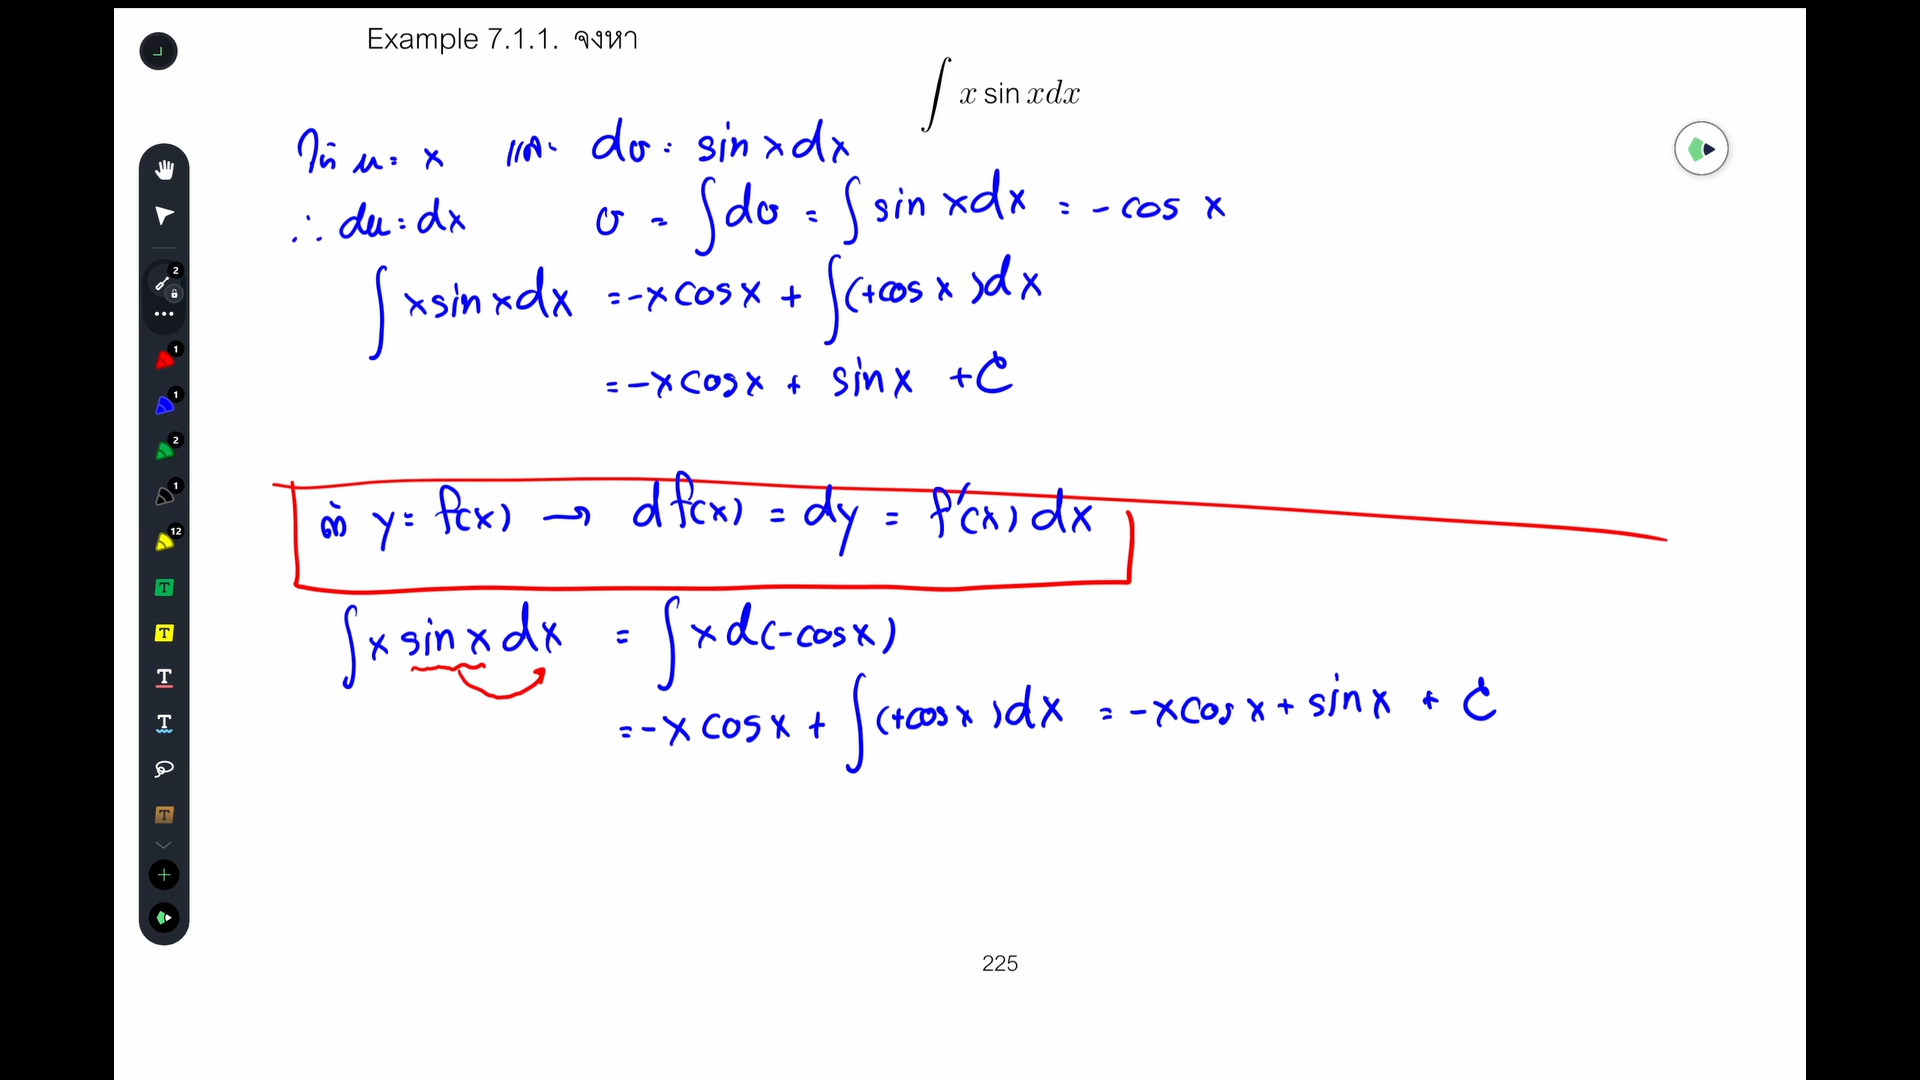 Example 7.1.1. จงหา
∫ x sin xdx
ให้ u = x และ dv = sin x dx
∴ du = dx v = ∫ dv = ∫ sin x dx = - cos x
∫ x sin x dx = -x cos x + ∫ (+cos x) dx
= -x cos x + sin x + C
ถ้า y = f(x) → d f(x) = dy = f'(x) dx
∫ x sin x dx = ∫ x d(-cos x)
= -x cos x + ∫ (+cos x) dx = -x cos x + sin x + C
225